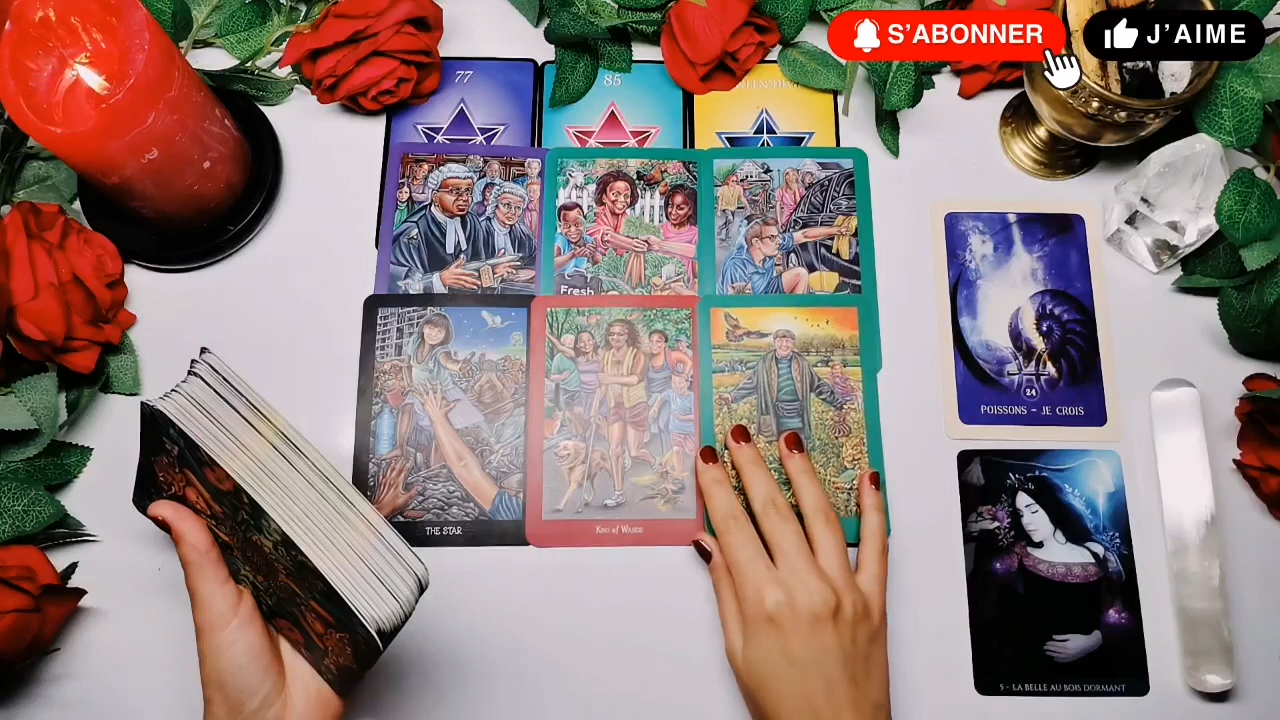 S'ABONNER
J'AIME
77
85
Fresh
24
POISSONS - JE CROIS
THE STAR
KING of WANDS
5 - LA BELLE AU BOIS DORMANT